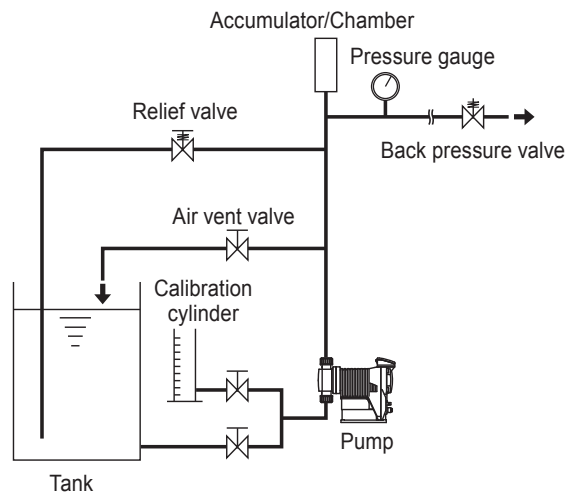 Accumulator/Chamber
Pressure gauge
Relief valve
Back pressure valve
Air vent valve
Calibration
cylinder
Pump
Tank